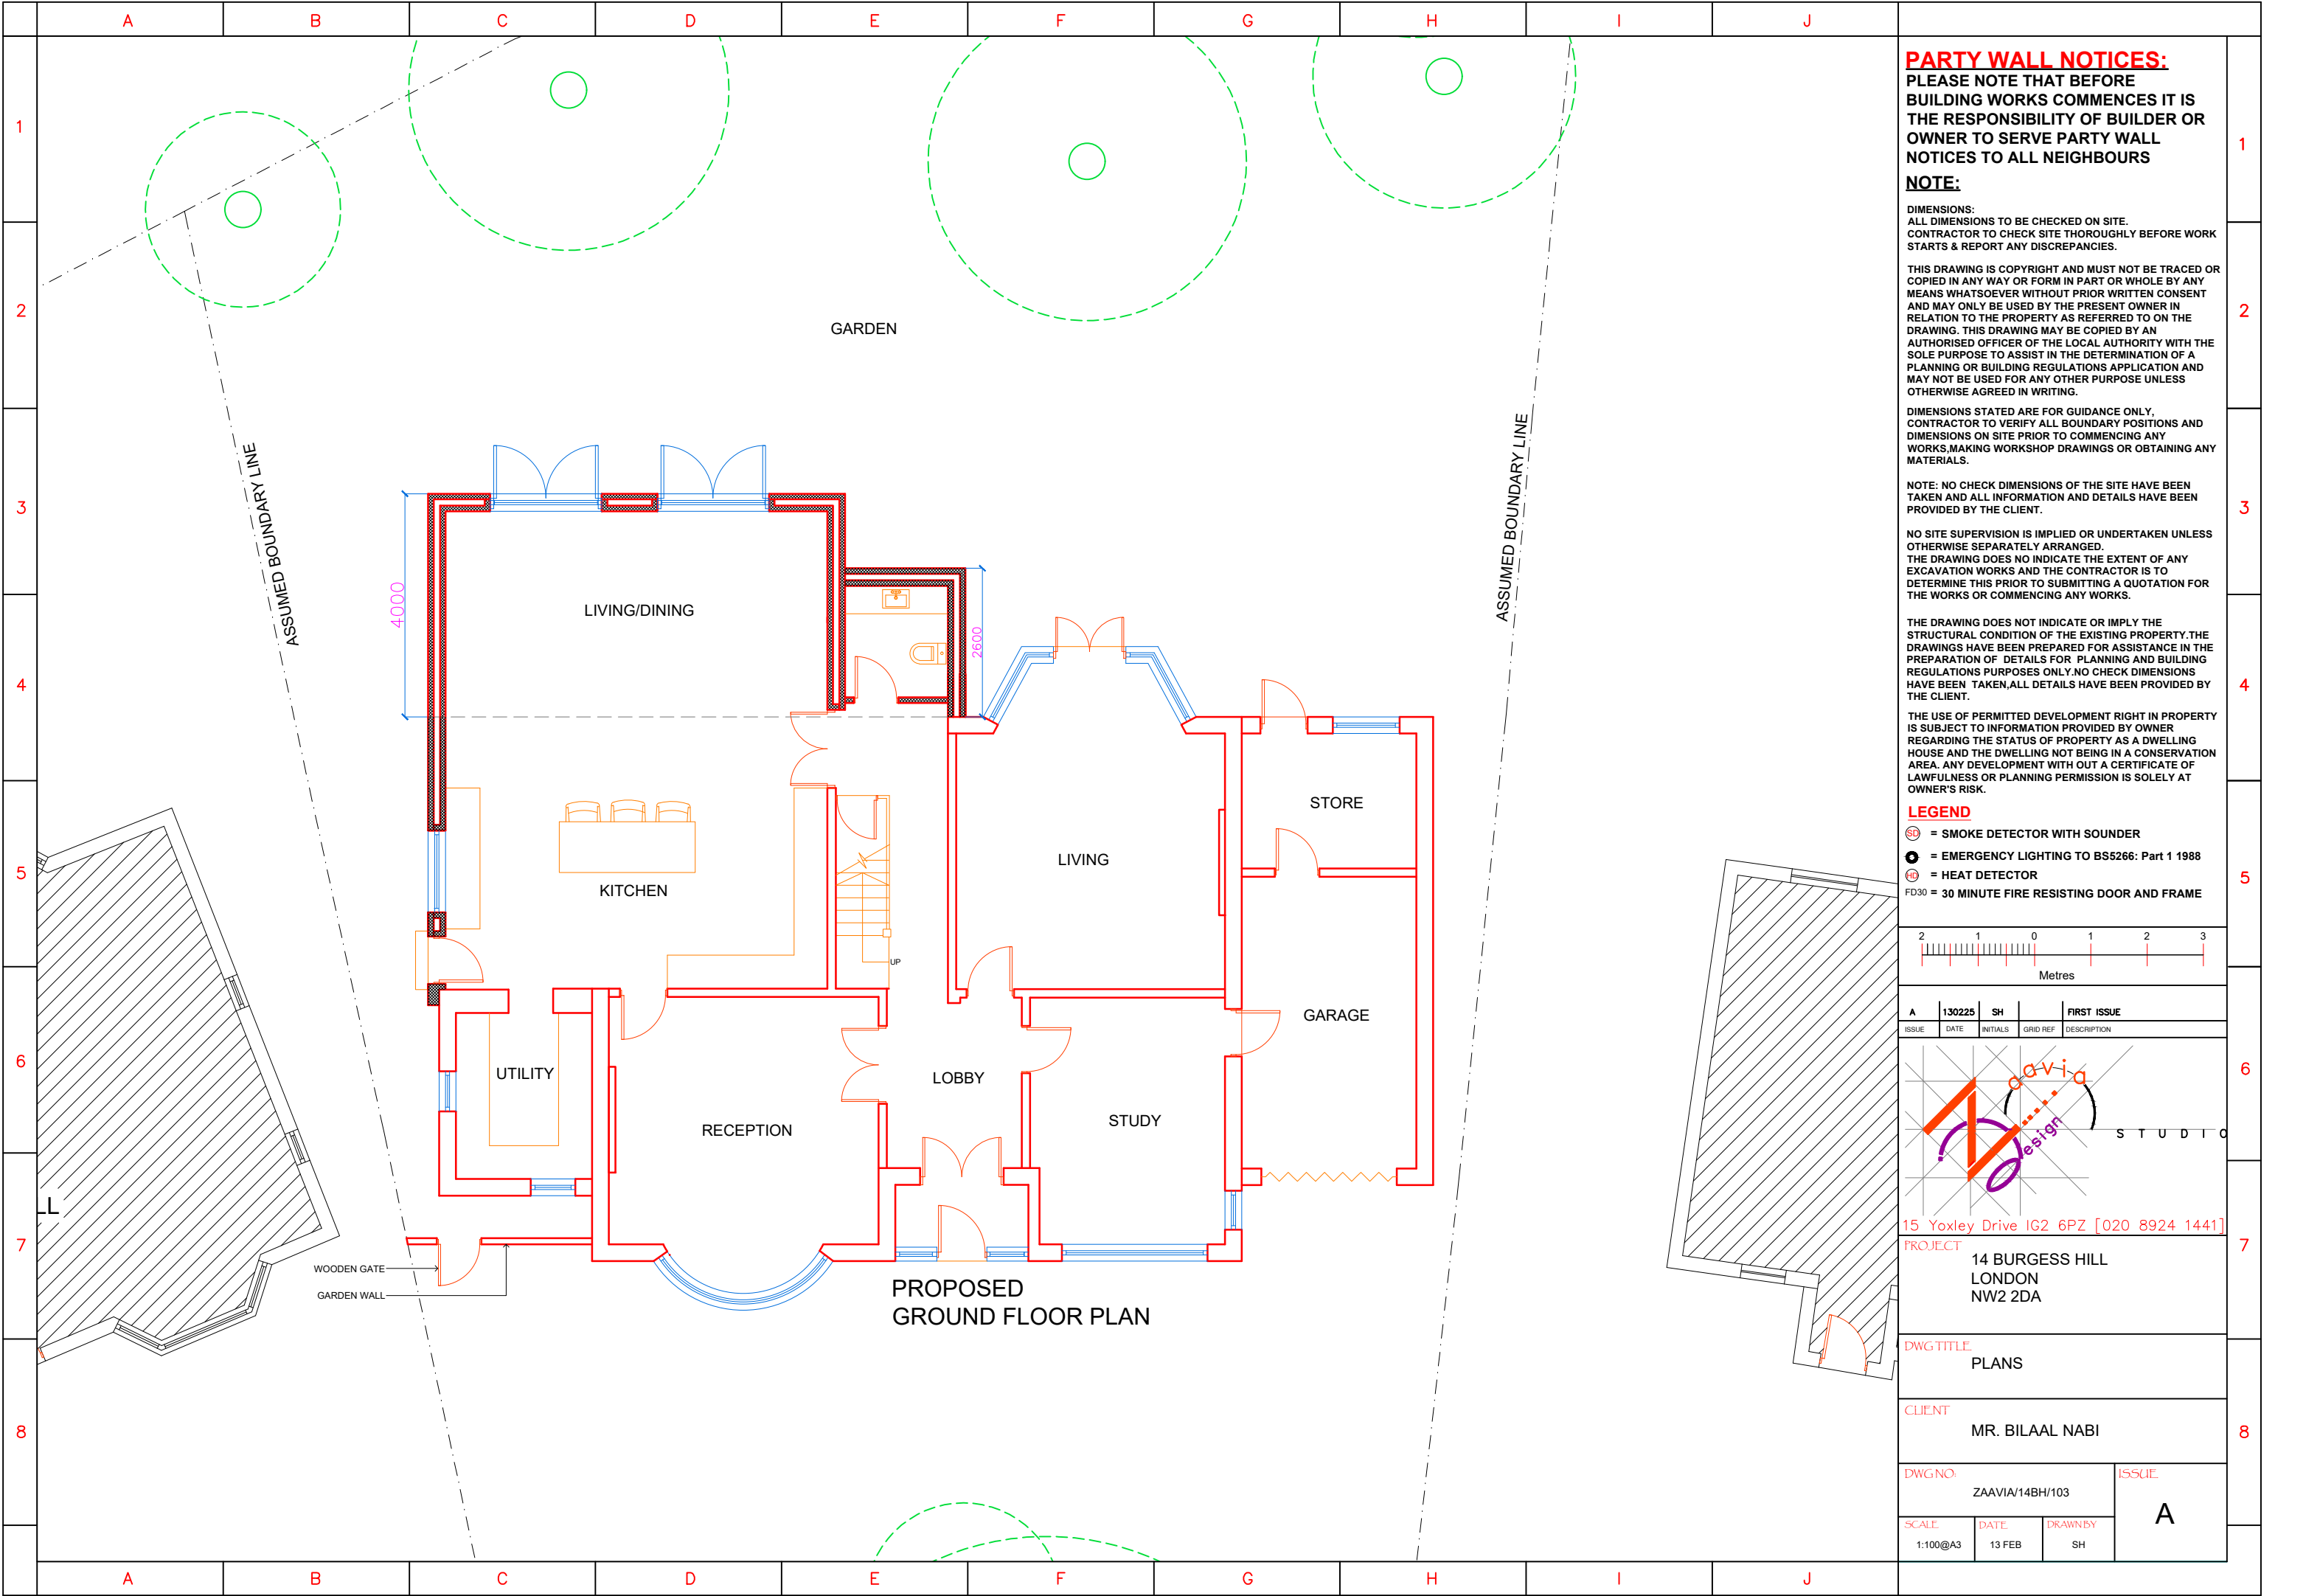 A B C D E F G H I J
1
2
3
4
5
6
7
8
GARDEN
ASSUMED BOUNDARY LINE
ASSUMED BOUNDARY LINE
4000
LIVING/DINING
2600
STORE
LIVING
KITCHEN
UP
GARAGE
UTILITY
LOBBY
STUDY
RECEPTION
LL
WOODEN GATE
GARDEN WALL
PROPOSED
GROUND FLOOR PLAN
A B C D E F G H I J
PARTY WALL NOTICES:
PLEASE NOTE THAT BEFORE
BUILDING WORKS COMMENCES IT IS
THE RESPONSIBILITY OF BUILDER OR
OWNER TO SERVE PARTY WALL
NOTICES TO ALL NEIGHBOURS
NOTE:
DIMENSIONS:
ALL DIMENSIONS TO BE CHECKED ON SITE.
CONTRACTOR TO CHECK SITE THOROUGHLY BEFORE WORK
STARTS & REPORT ANY DISCREPANCIES.
THIS DRAWING IS COPYRIGHT AND MUST NOT BE TRACED OR
COPIED IN ANY WAY OR FORM IN PART OR WHOLE BY ANY
MEANS WHATSOEVER WITHOUT PRIOR WRITTEN CONSENT
AND MAY ONLY BE USED BY THE PRESENT OWNER IN
RELATION TO THE PROPERTY AS REFERRED TO ON THE
DRAWING. THIS DRAWING MAY BE COPIED BY AN
AUTHORISED OFFICER OF THE LOCAL AUTHORITY WITH THE
SOLE PURPOSE TO ASSIST IN THE DETERMINATION OF A
PLANNING OR BUILDING REGULATIONS APPLICATION AND
MAY NOT BE USED FOR ANY OTHER PURPOSE UNLESS
OTHERWISE AGREED IN WRITING.
DIMENSIONS STATED ARE FOR GUIDANCE ONLY,
CONTRACTOR TO VERIFY ALL BOUNDARY POSITIONS AND
DIMENSIONS ON SITE PRIOR TO COMMENCING ANY
WORKS,MAKING WORKSHOP DRAWINGS OR OBTAINING ANY
MATERIALS.
NOTE: NO CHECK DIMENSIONS OF THE SITE HAVE BEEN
TAKEN AND ALL INFORMATION AND DETAILS HAVE BEEN
PROVIDED BY THE CLIENT.
NO SITE SUPERVISION IS IMPLIED OR UNDERTAKEN UNLESS
OTHERWISE SEPARATELY ARRANGED.
THE DRAWING DOES NO INDICATE THE EXTENT OF ANY
EXCAVATION WORKS AND THE CONTRACTOR IS TO
DETERMINE THIS PRIOR TO SUBMITTING A QUOTATION FOR
THE WORKS OR COMMENCING ANY WORKS.
THE DRAWING DOES NOT INDICATE OR IMPLY THE
STRUCTURAL CONDITION OF THE EXISTING PROPERTY.THE
DRAWINGS HAVE BEEN PREPARED FOR ASSISTANCE IN THE
PREPARATION OF DETAILS FOR PLANNING AND BUILDING
REGULATIONS PURPOSES ONLY.NO CHECK DIMENSIONS
HAVE BEEN TAKEN,ALL DETAILS HAVE BEEN PROVIDED BY
THE CLIENT.
THE USE OF PERMITTED DEVELOPMENT RIGHT IN PROPERTY
IS SUBJECT TO INFORMATION PROVIDED BY OWNER
REGARDING THE STATUS OF PROPERTY AS A DWELLING
HOUSE AND THE DWELLING NOT BEING IN A CONSERVATION
AREA. ANY DEVELOPMENT WITH OUT A CERTIFICATE OF
LAWFULNESS OR PLANNING PERMISSION IS SOLELY AT
OWNER'S RISK.
LEGEND
SD = SMOKE DETECTOR WITH SOUNDER
= EMERGENCY LIGHTING TO BS5266: Part 1 1988
HD = HEAT DETECTOR
FD30 = 30 MINUTE FIRE RESISTING DOOR AND FRAME
2 1 0 1 2 3
Metres
A 130225 SH FIRST ISSUE
ISSUE DATE INITIALS GRID REF DESCRIPTION
Zaavia
Design
STUDIO
15 Yoxley Drive IG2 6PZ [020 8924 1441]
PROJECT
14 BURGESS HILL
LONDON
NW2 2DA
DWG TITLE
PLANS
CLIENT
MR. BILAAL NABI
DWG NO: ISSUE
ZAAVIA/14BH/103
A
SCALE DATE DRAWN BY
1:100@A3 13 FEB SH
1
2
3
4
5
6
7
8